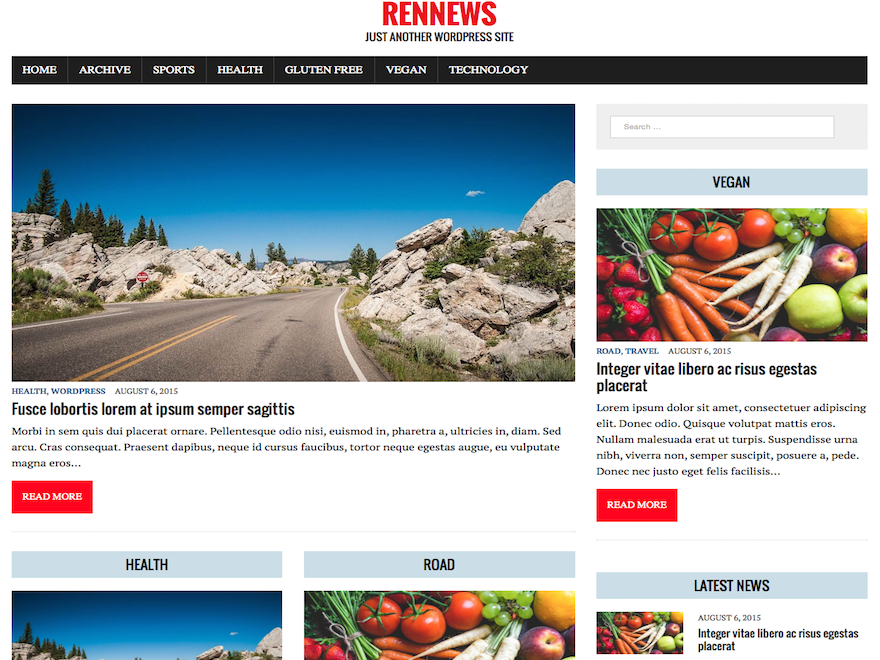 RENNEWS
JUST ANOTHER WORDPRESS SITE
HOME ARCHIVE SPORTS HEALTH GLUTEN FREE VEGAN TECHNOLOGY
HEALTH, WORDPRESS AUGUST 6, 2015
Fusce lobortis lorem at ipsum semper sagittis
Morbi in sem quis dui placerat ornare. Pellentesque odio nisi, euismod in, pharetra a, ultricies in, diam. Sed
arcu. Cras consequat. Praesent dapibus, neque id cursus faucibus, tortor neque egestas augue, eu vulputate
magna eros…
READ MORE
HEALTH
ROAD
Search …
VEGAN
ROAD, TRAVEL AUGUST 6, 2015
Integer vitae libero ac risus egestas
placerat
Lorem ipsum dolor sit amet, consectetuer adipiscing
elit. Donec odio. Quisque volutpat mattis eros.
Nullam malesuada erat ut turpis. Suspendisse urna
nibh, viverra non, semper suscipit, posuere a, pede.
Donec nec justo eget felis facilisis…
READ MORE
LATEST NEWS
AUGUST 6, 2015
Integer vitae libero ac risus egestas
placerat